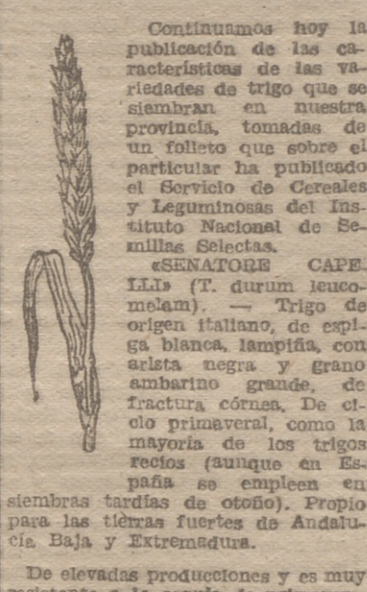 Continuamos hoy la
publicación de las ca-
racterísticas de las va-
riedades de trigo que se
siembran en nuestra
provincia, tomadas de
un folleto que sobre el
particular ha publicado
el Servicio de Cereales
y Leguminosas del Ins-
tituto Nacional de Se-
millas Selectas.
«SENATORE CAPE-
LLI» (T. durum leuco-
melam). — Trigo de
origen italiano, de espi-
ga blanca, lampiña, con
arista negra y grano
ambarino grande, de
fractura córnea. De ci-
clo primaveral, como la
mayoría de los trigos
recios (aunque en Es-
paña se empleen en
siembras tardías de otoño). Propio
para las tierras fuertes de Andalu-
cía Baja y Extremadura.
De elevadas producciones y es muy